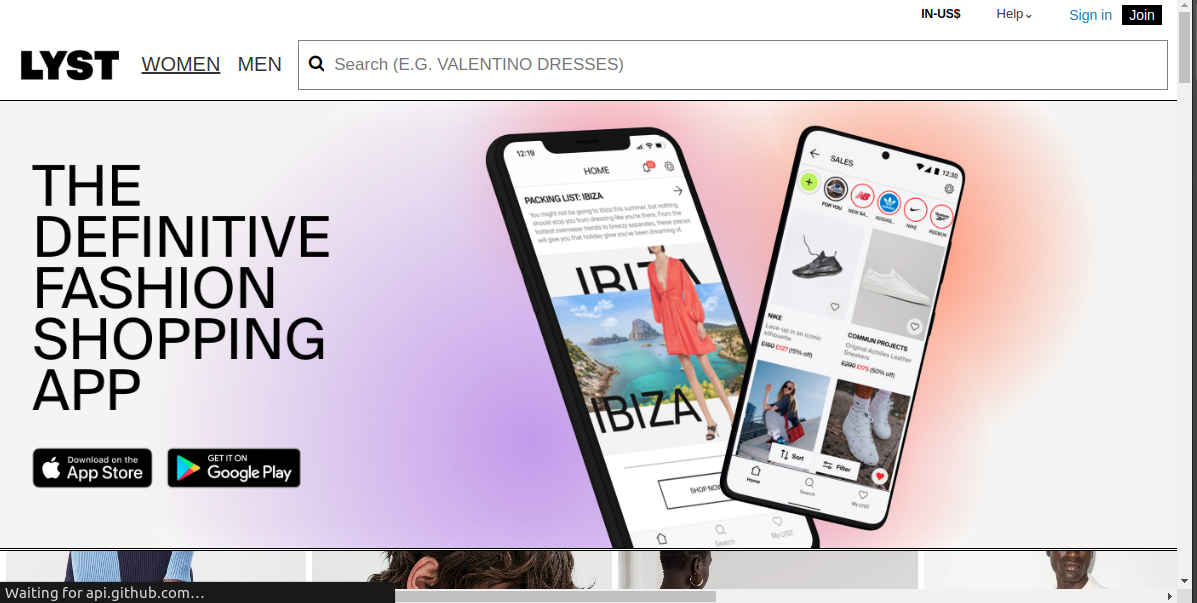 IN-US$ Help Sign in Join
LYST WOMEN MEN Search (E.G. VALENTINO DRESSES)
THE
DEFINITIVE
FASHION
SHOPPING
APP
Download on the
App Store
GET IT ON
Google Play
12:19
HOME
PACKING LIST: IBIZA
You might not be going to Ibiza this summer, but nothing
should stop you from dressing like you're there. From the
hottest swimwear trends to breezy separates, these pieces
will give you that holiday glow you've been dreaming of.
IBIZA
IBIZA
SHOP NOW
Search
My LYST
12:30
SALES
FOR YOU
NEW BA...
ADIDAS...
NIKE
REEBOK
NIKE
Lace-up in an iconic
silhouette
£150 £127 (15% off)
COMMUN PROJECTS
Original Achilles Leather
Sneakers
£290 £175 (50% off)
Sort
Filter
Home
Search
My LYST
Waiting for api.github.com...